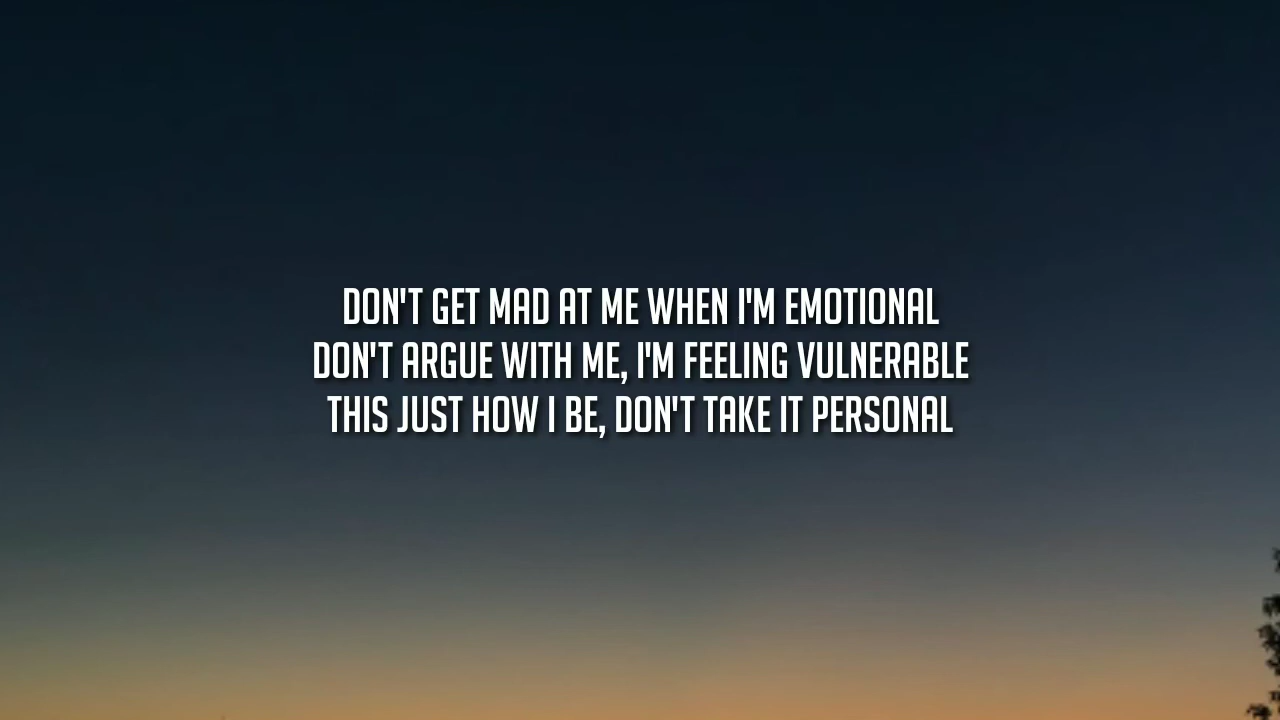 DON'T GET MAD AT ME WHEN I'M EMOTIONAL
DON'T ARGUE WITH ME, I'M FEELING VULNERABLE
THIS JUST HOW I BE, DON'T TAKE IT PERSONAL